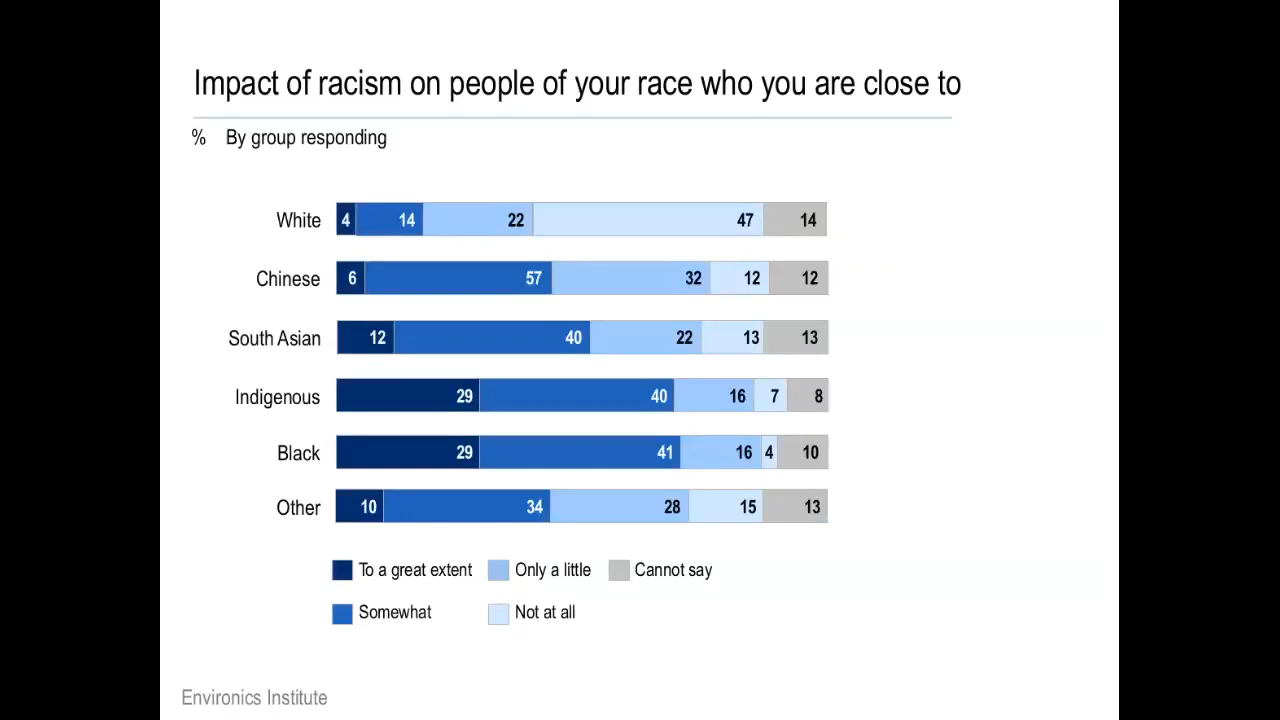 Impact of racism on people of your race who you are close to
% By group responding
White 4 14 22 47 14
Chinese 6 57 32 12 12
South Asian 12 40 22 13 13
Indigenous 29 40 16 7 8
Black 29 41 16 4 10
Other 10 34 28 15 13
To a great extent Only a little Cannot say
Somewhat Not at all
Environics Institute